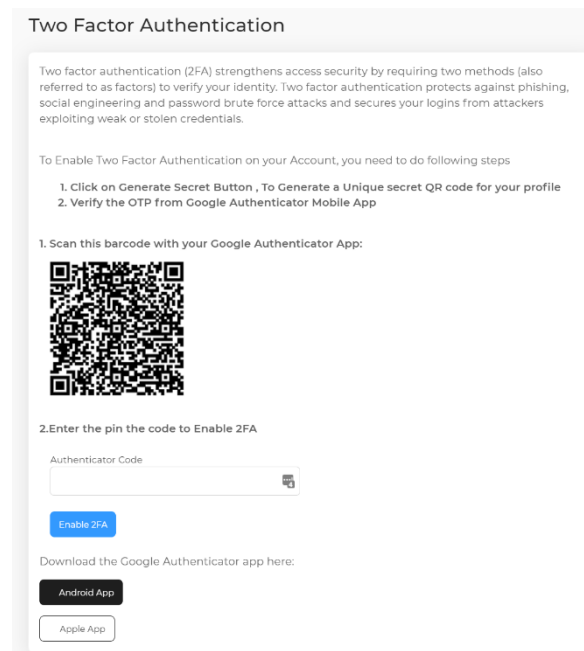 Two Factor Authentication
Two factor authentication (2FA) strengthens access security by requiring two methods (also
referred to as factors) to verify your identity. Two factor authentication protects against phishing,
social engineering and password brute force attacks and secures your logins from attackers
exploiting weak or stolen credentials.
To Enable Two Factor Authentication on your Account, you need to do following steps
1. Click on Generate Secret Button , To Generate a Unique secret QR code for your profile
2. Verify the OTP from Google Authenticator Mobile App
1. Scan this barcode with your Google Authenticator App:
2.Enter the pin the code to Enable 2FA
Authenticator Code
Enable 2FA
Download the Google Authenticator app here:
Android App
Apple App